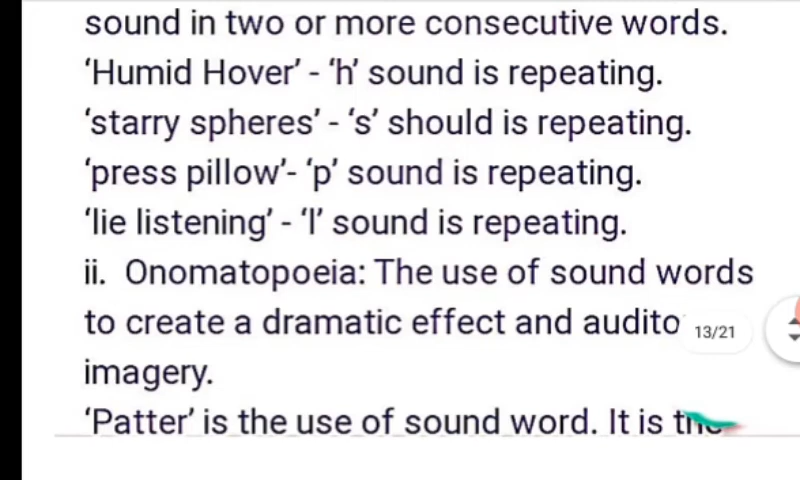 sound in two or more consecutive words.
‘Humid Hover’ - ‘h’ sound is repeating.
‘starry spheres’ - ‘s’ should is repeating.
‘press pillow’- ‘p’ sound is repeating.
‘lie listening’ - ‘l’ sound is repeating.
ii. Onomatopoeia: The use of sound words
to create a dramatic effect and audito
13/21
imagery.
‘Patter’ is the use of sound word. It is the